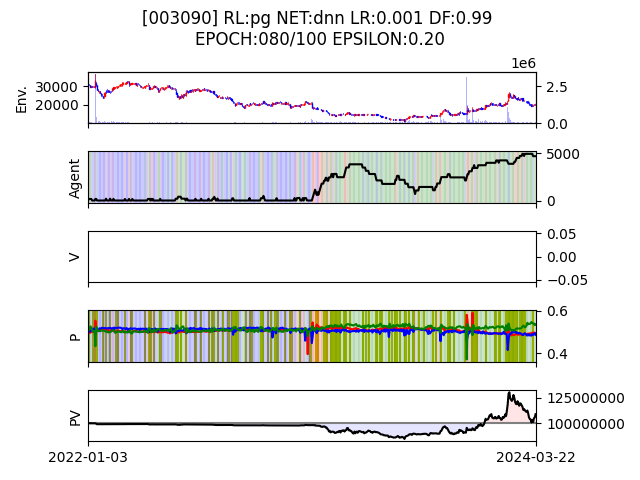 [003090] RL:pg NET:dnn LR:0.001 DF:0.99
EPOCH:080/100 EPSILON:0.20
1e6
Env.
30000
20000
2.5
0.0
Agent
5000
0
V
0.05
0.00
−0.05
P
0.6
0.4
PV
125000000
100000000
2022-01-03
2024-03-22